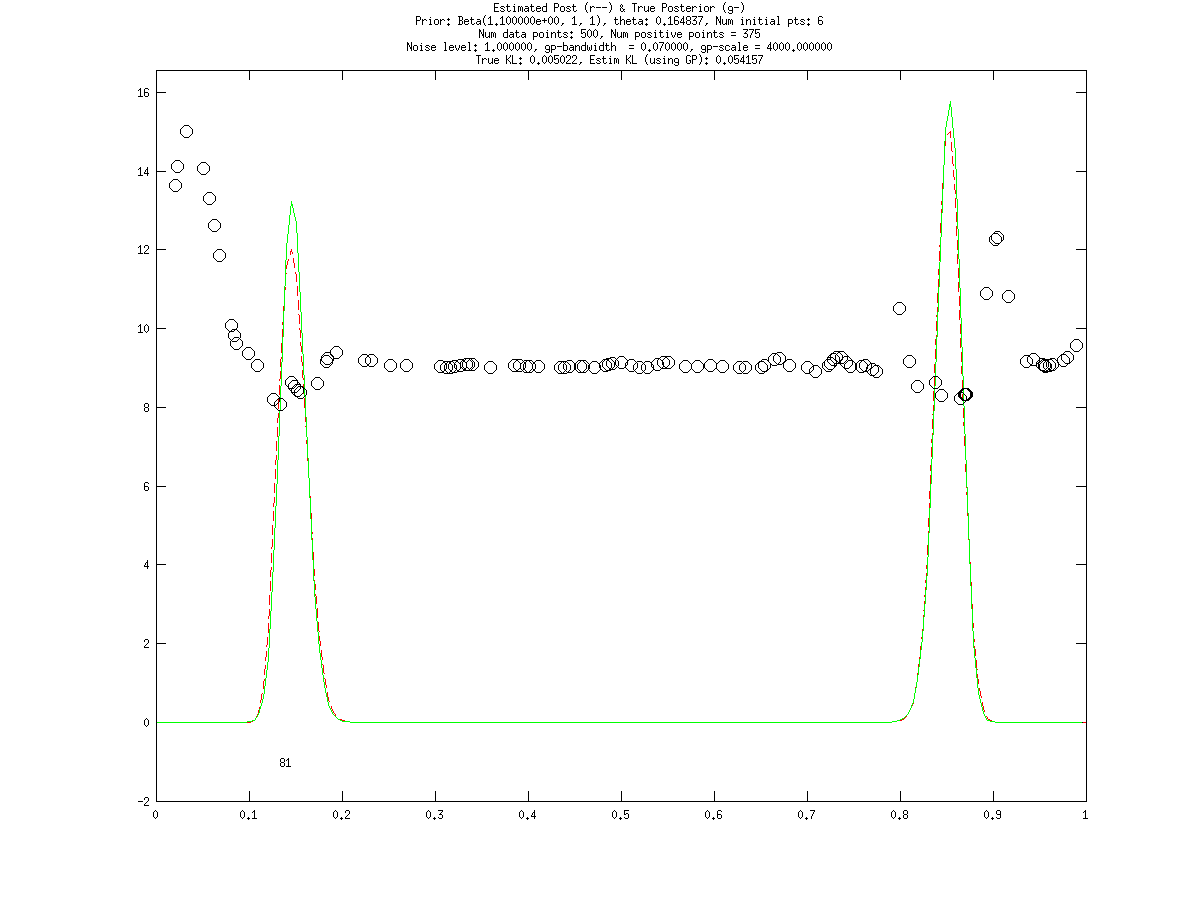 Estimated Post (r--) & True Posterior (g-)
Prior: Beta(1.100000e+00, 1, 1), theta: 0.164837, Num initial pts: 6
Num data points: 500, Num positive points = 375
Noise level: 1.000000, gp-bandwidth  = 0.070000, gp-scale = 4000.000000
True KL: 0.005022, Estim KL (using GP): 0.054157
16
14
12
10
8
6
4
2
0
81
-2
0 0.1 0.2 0.3 0.4 0.5 0.6 0.7 0.8 0.9 1